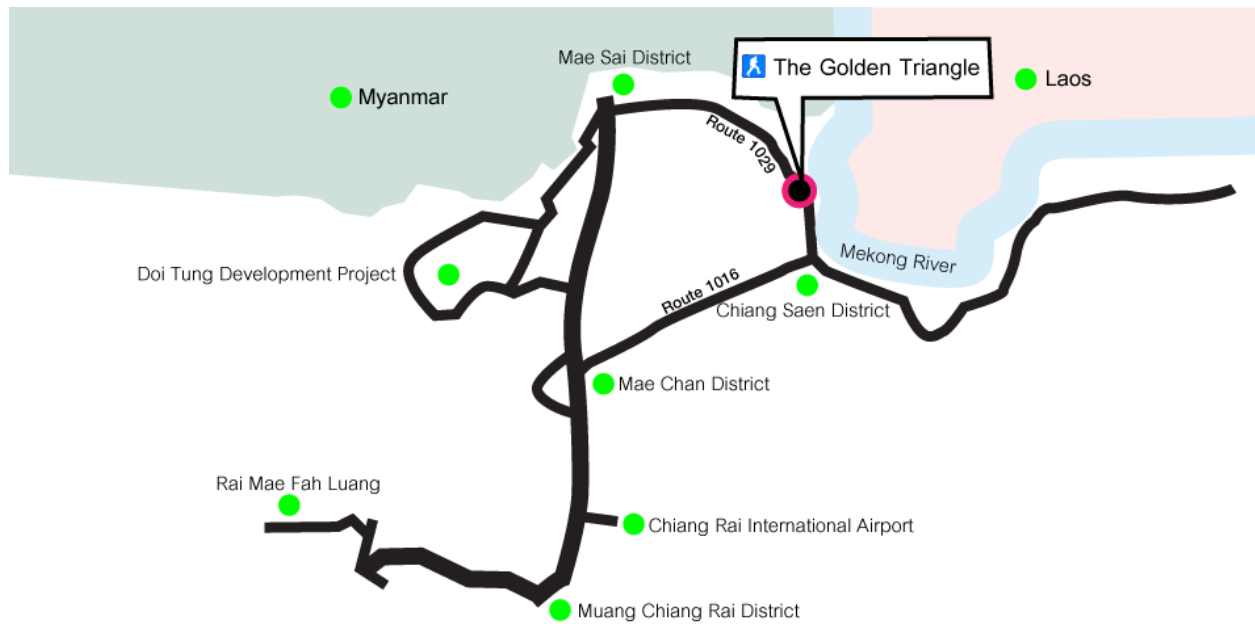 Mae Sai District
The Golden Triangle
Laos
Myanmar
Route 1029
Mekong River
Doi Tung Development Project
Route 1016
Chiang Saen District
Mae Chan District
Rai Mae Fah Luang
Chiang Rai International Airport
Muang Chiang Rai District